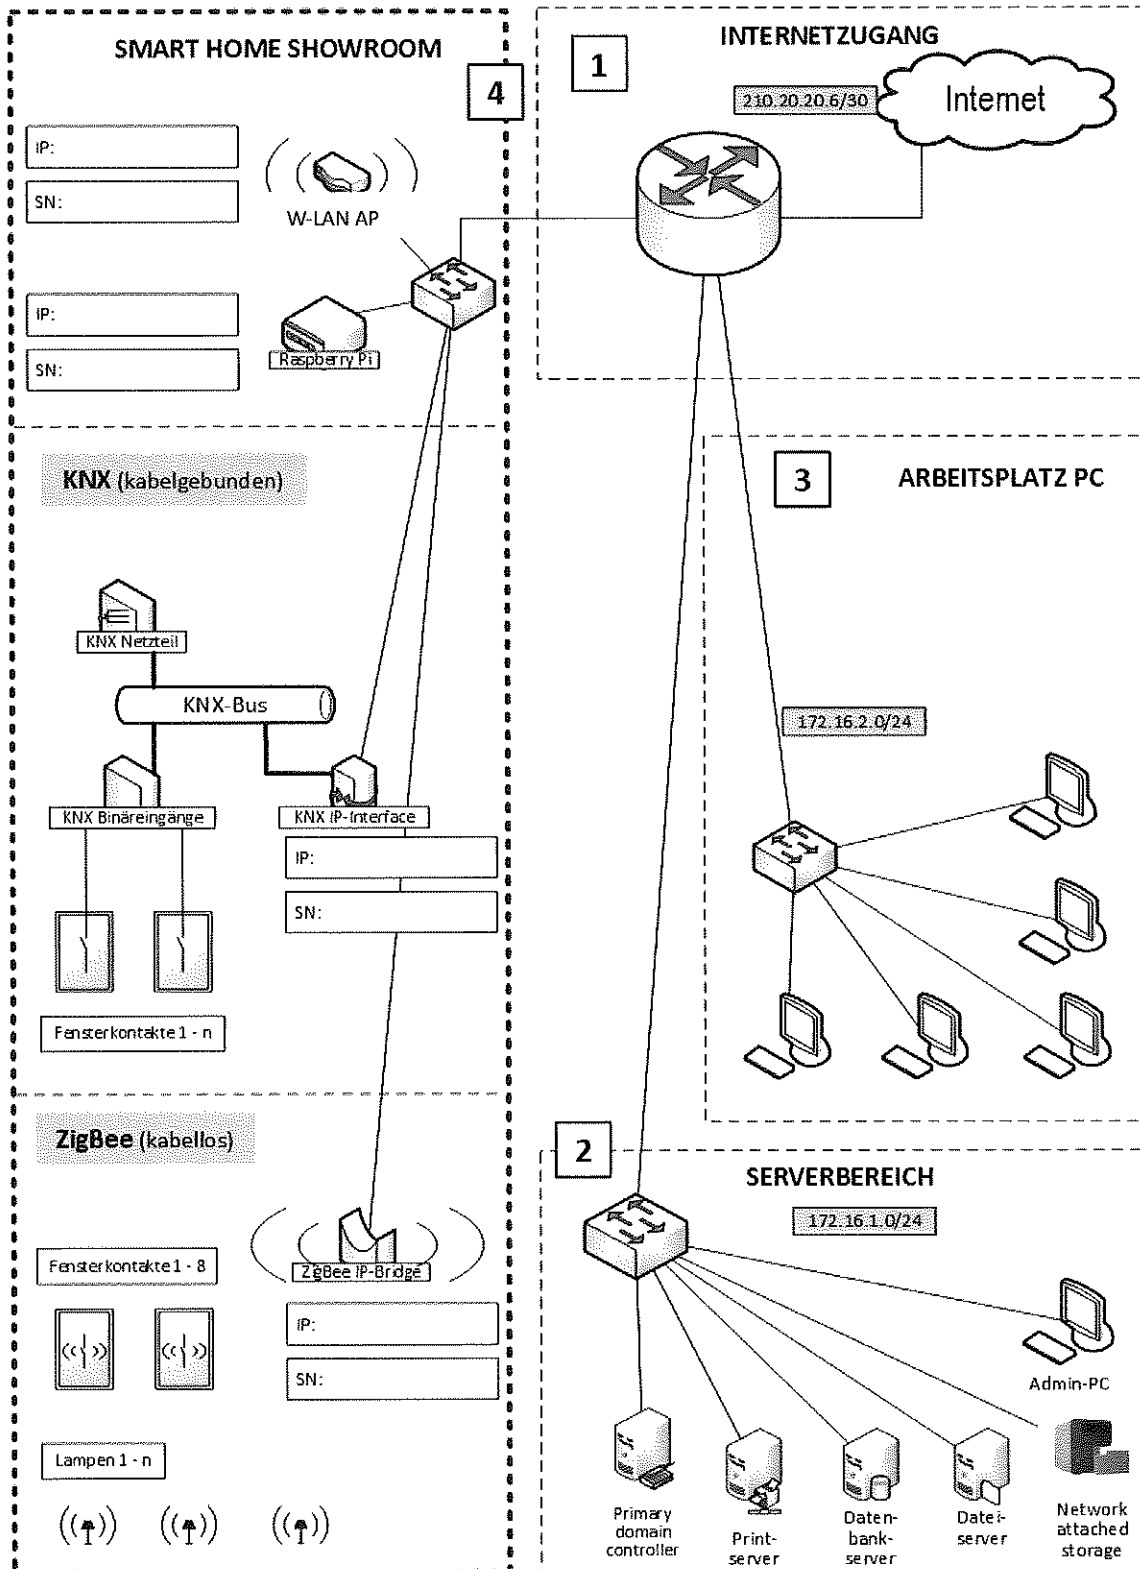 SMART HOME SHOWROOM
4
IP:
SN:
W-LAN AP
IP:
SN:
Raspberry Pi
KNX (kabelgebunden)
KNX Netzteil
KNX-Bus
KNX Binäreingänge
KNX IP-Interface
IP:
SN:
Fensterkontakte 1 - n
ZigBee (kabellos)
Fensterkontakte 1 - 8
ZigBee IP-Bridge
IP:
SN:
Lampen 1 - n
1
INTERNETZUGANG
210.20.20.6/30
Internet
3
ARBEITSPLATZ PC
172.16.2.0/24
2
SERVERBEREICH
172.16.1.0/24
Admin-PC
Primary
domain
controller
Print-
server
Daten-
bank-
server
Datei-
server
Network
attached
storage